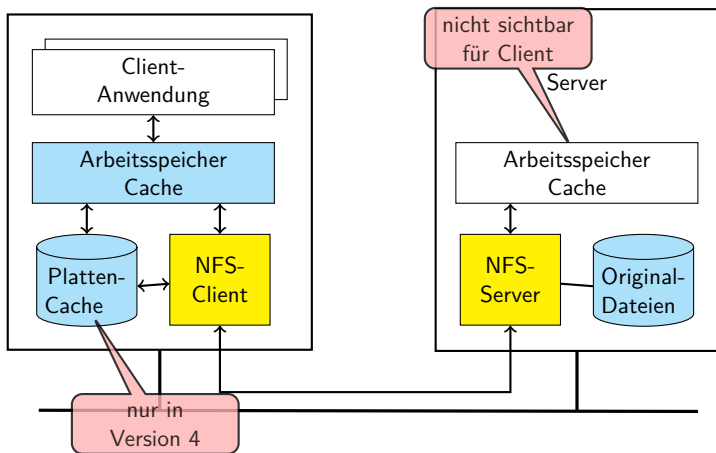 Client-
Anwendung
Arbeitsspeicher
Cache
Platten-
Cache
NFS-
Client
nur in
Version 4
nicht sichtbar
für Client
Server
Arbeitsspeicher
Cache
NFS-
Server
Original-
Dateien